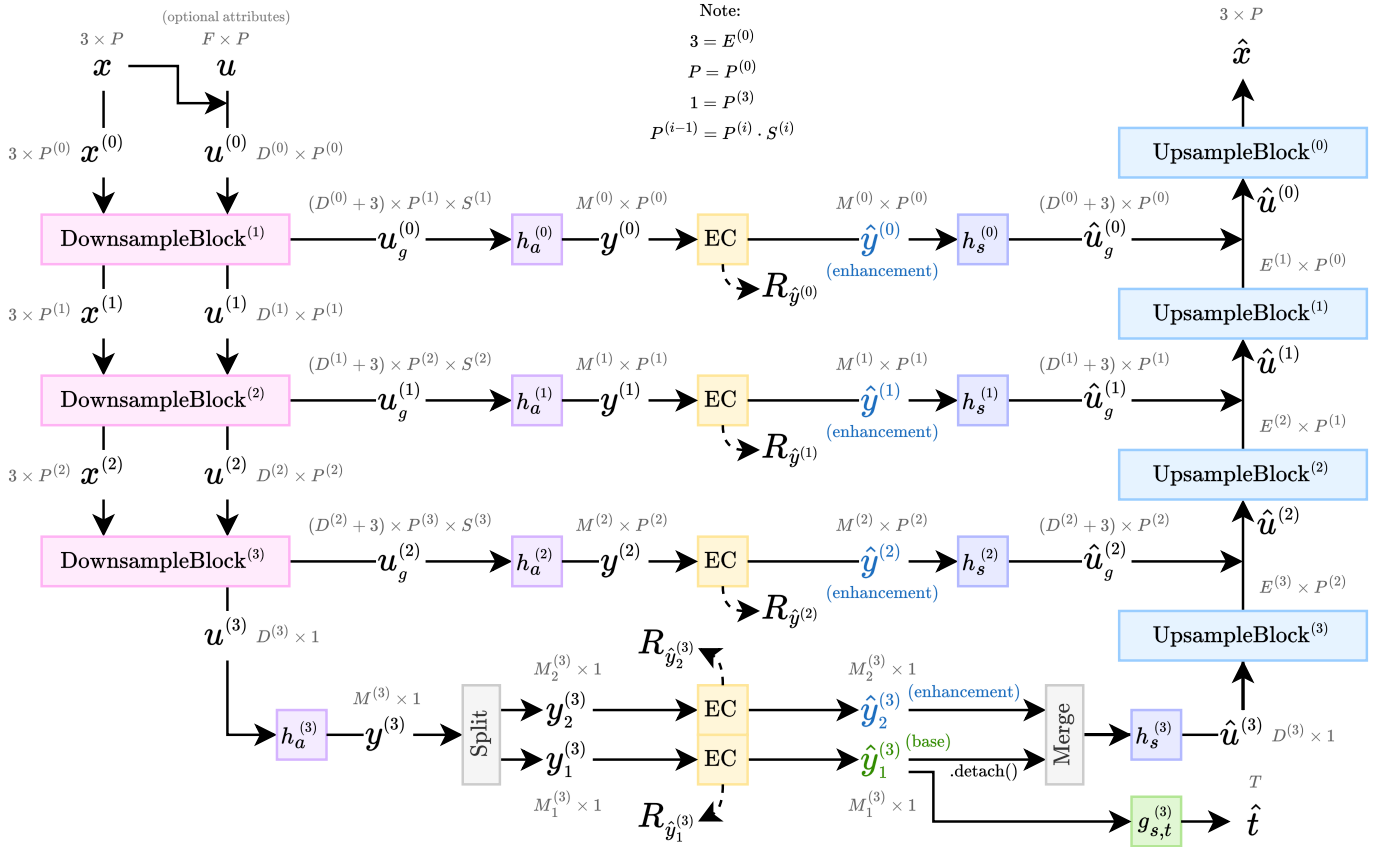 Note:
3 = E^(0)
P = P^(0)
1 = P^(3)
P^(i−1) = P^(i) · S^(i)
(optional attributes)
3 × P F × P
x u
3 × P^(0) x^(0) u^(0) D^(0) × P^(0)
DownsampleBlock^(1)
(D^(0) + 3) × P^(1) × S^(1) M^(0) × P^(0) M^(0) × P^(0) (D^(0) + 3) × P^(0)
u_g^(0) h_a^(0) y^(0) EC ŷ^(0) h_s^(0) û_g^(0)
(enhancement)
R_ŷ^(0)
3 × P^(1) x^(1) u^(1) D^(1) × P^(1)
DownsampleBlock^(2)
(D^(1) + 3) × P^(2) × S^(2) M^(1) × P^(1) M^(1) × P^(1) (D^(1) + 3) × P^(1)
u_g^(1) h_a^(1) y^(1) EC ŷ^(1) h_s^(1) û_g^(1)
(enhancement)
R_ŷ^(1)
3 × P^(2) x^(2) u^(2) D^(2) × P^(2)
DownsampleBlock^(3)
(D^(2) + 3) × P^(3) × S^(3) M^(2) × P^(2) M^(2) × P^(2) (D^(2) + 3) × P^(2)
u_g^(2) h_a^(2) y^(2) EC ŷ^(2) h_s^(2) û_g^(2)
(enhancement)
R_ŷ^(2)
u^(3) D^(3) × 1
h_a^(3) M^(3) × 1
y^(3)
Split
R_ŷ_2^(3)
M_2^(3) × 1 M_2^(3) × 1
y_2^(3) EC ŷ_2^(3) (enhancement)
y_1^(3) EC ŷ_1^(3) (base)
.detach()
M_1^(3) × 1 M_1^(3) × 1
R_ŷ_1^(3)
Merge
h_s^(3) û^(3) D^(3) × 1
T
g_s,t^(3) t̂
3 × P
x̂
UpsampleBlock^(0)
û^(0)
E^(1) × P^(0)
UpsampleBlock^(1)
û^(1)
E^(2) × P^(1)
UpsampleBlock^(2)
û^(2)
E^(3) × P^(2)
UpsampleBlock^(3)